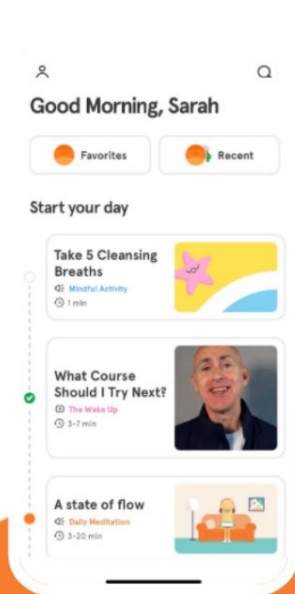 Good Morning, Sarah
Favorites
Recent
Start your day
Take 5 Cleansing
Breaths
Mindful Activity
1 min
What Course
Should I Try Next?
The Wake Up
3-7 min
A state of flow
Daily Meditation
3-20 min